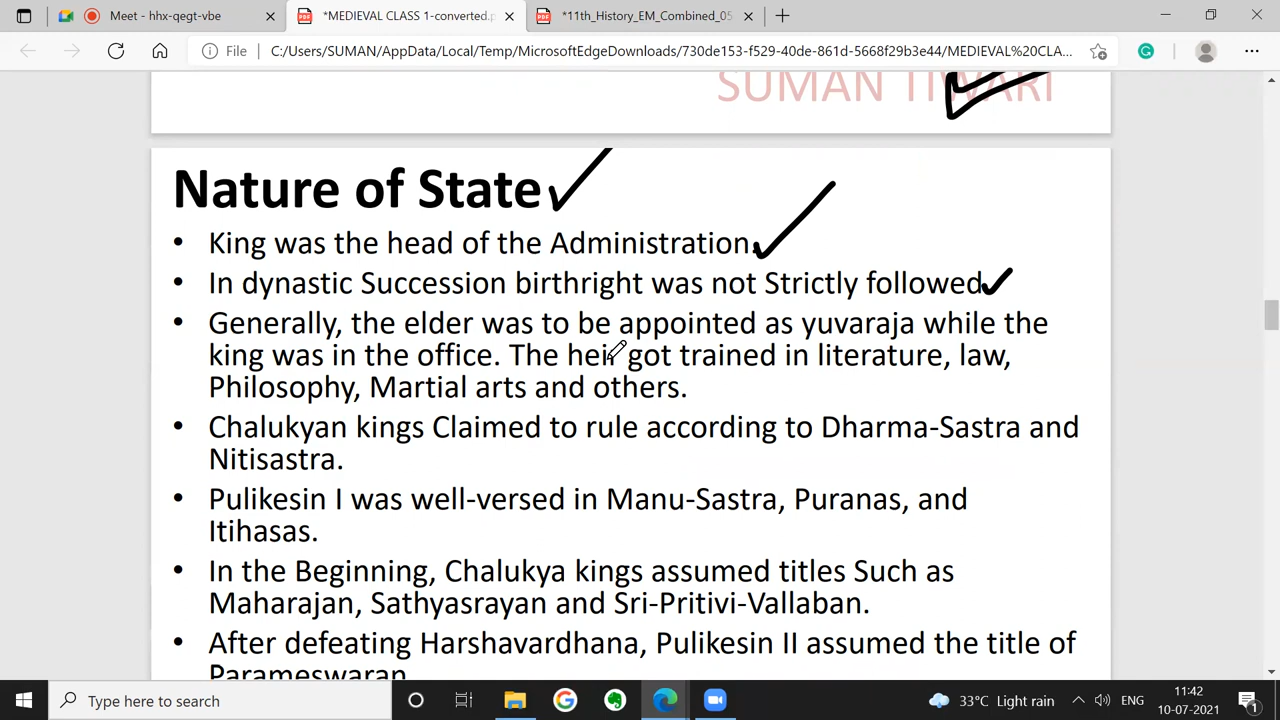 Meet - hhx-qegt-vbe
*MEDIEVAL CLASS 1-converted.p
*11th_History_EM_Combined_05
File
C:/Users/SUMAN/AppData/Local/Temp/MicrosoftEdgeDownloads/730de153-f529-40de-861d-5668f29b3e44/MEDIEVAL%20CLA...
SUMAN TIWARI
Nature of State
• King was the head of the Administration.
• In dynastic Succession birthright was not Strictly followed
• Generally, the elder was to be appointed as yuvaraja while the
king was in the office. The heir got trained in literature, law,
Philosophy, Martial arts and others.
• Chalukyan kings Claimed to rule according to Dharma-Sastra and
Nitisastra.
• Pulikesin I was well-versed in Manu-Sastra, Puranas, and
Itihasas.
• In the Beginning, Chalukya kings assumed titles Such as
Maharajan, Sathyasrayan and Sri-Pritivi-Vallaban.
• After defeating Harshavardhana, Pulikesin II assumed the title of
Parameswaran
Type here to search
33°C Light rain
ENG
11:42
10-07-2021
1